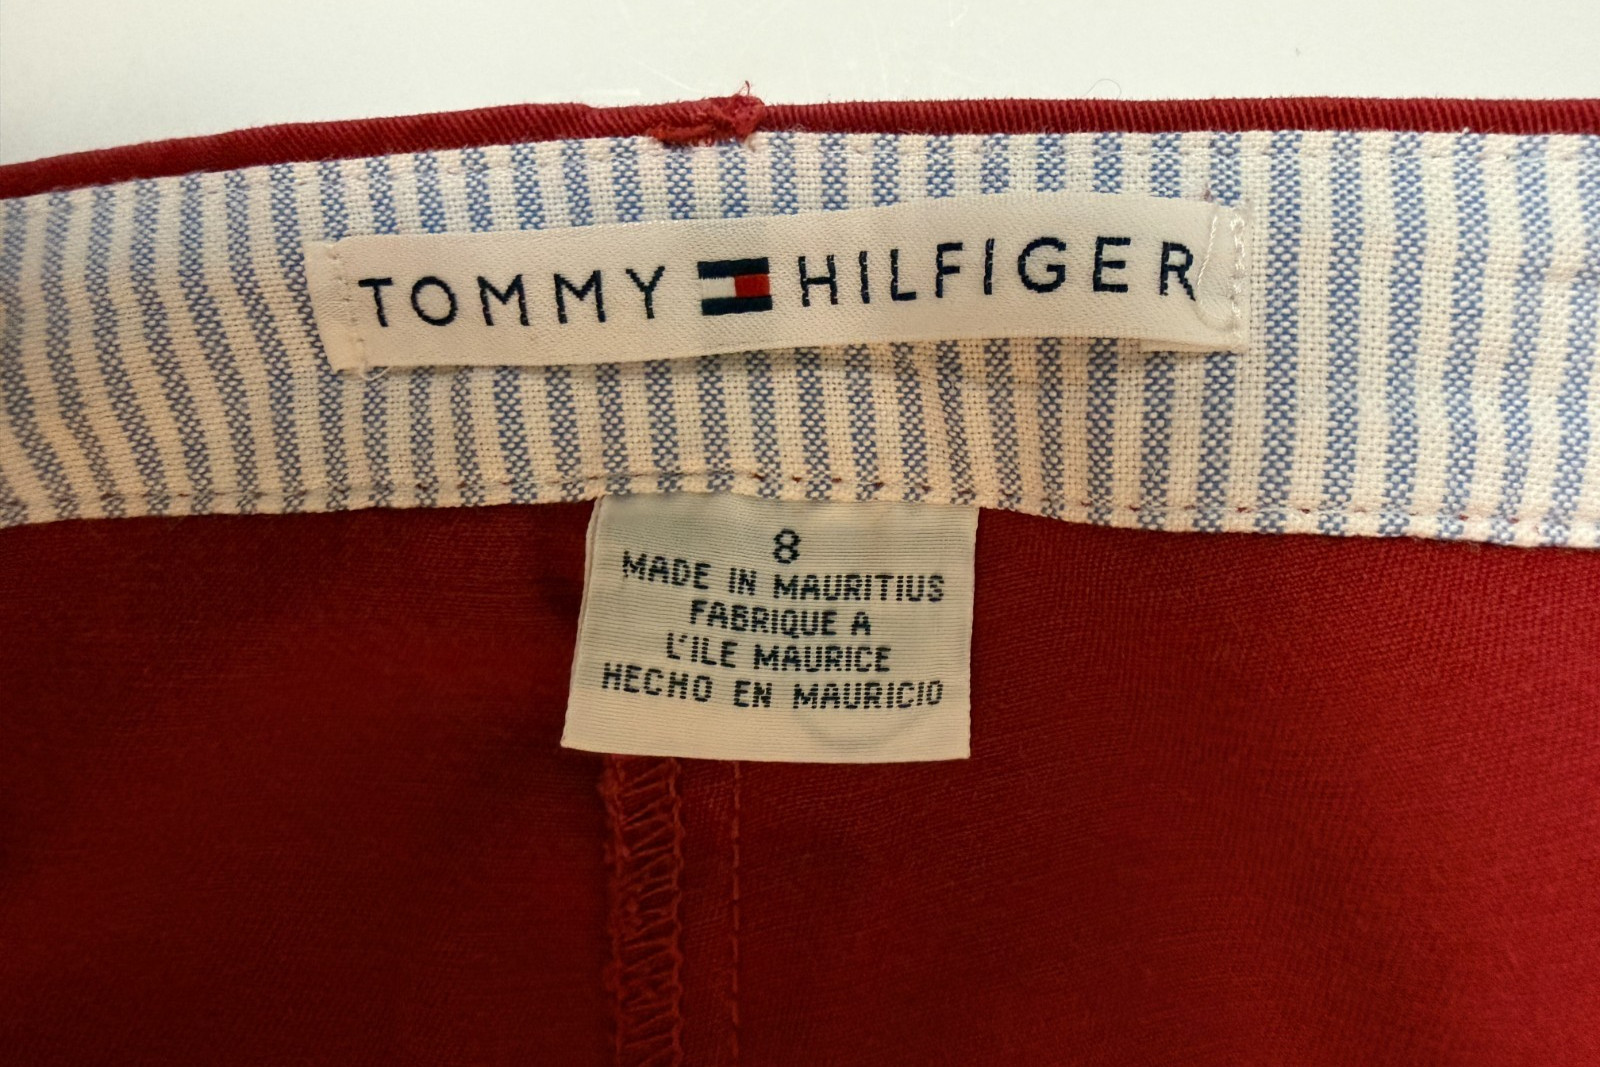 TOMMY HILFIGER
8
MADE IN MAURITIUS
FABRIQUE A
L'ILE MAURICE
HECHO EN MAURICIO